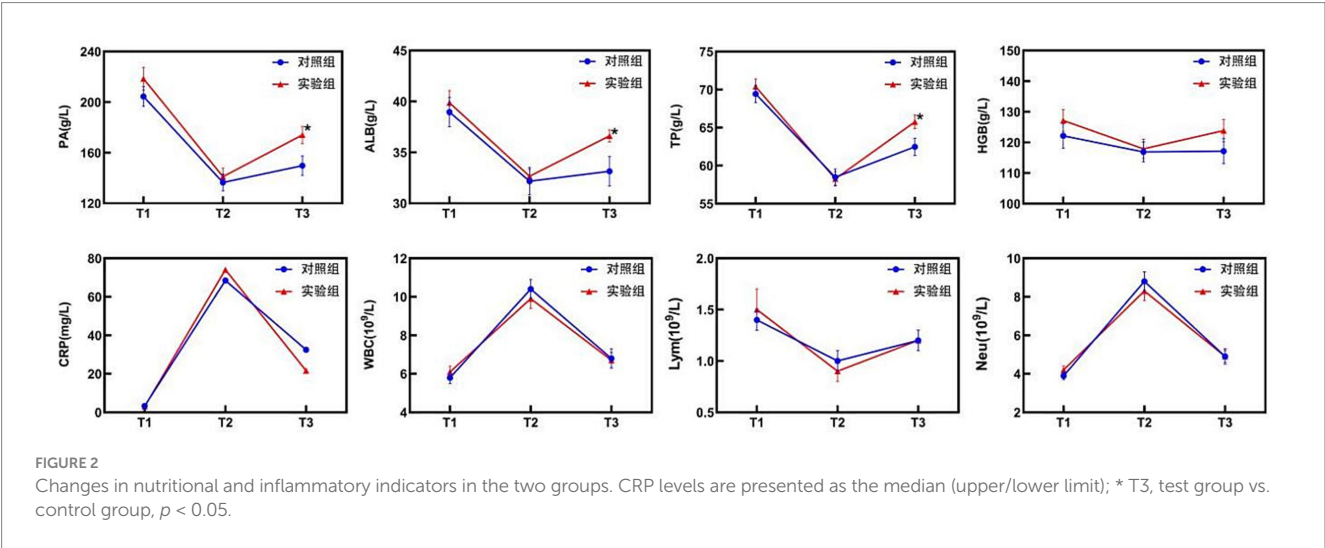 240
200
160
120
PA(g/L)
T1
T2
T3
对照组
实验组
*
45
40
35
30
ALB(g/L)
T1
T2
T3
对照组
实验组
*
75
70
65
60
55
TP(g/L)
T1
T2
T3
对照组
实验组
*
150
140
130
120
110
100
HGB(g/L)
T1
T2
T3
对照组
实验组
80
60
40
20
0
CRP(mg/L)
T1
T2
T3
对照组
实验组
12
10
8
6
4
WBC(10⁹/L)
T1
T2
T3
对照组
实验组
2.0
1.5
1.0
0.5
Lym(10⁹/L)
T1
T2
T3
对照组
实验组
10
8
6
4
2
Neu(10⁹/L)
T1
T2
T3
对照组
实验组
FIGURE 2
Changes in nutritional and inflammatory indicators in the two groups. CRP levels are presented as the median (upper/lower limit); * T3, test group vs.
control group, p < 0.05.